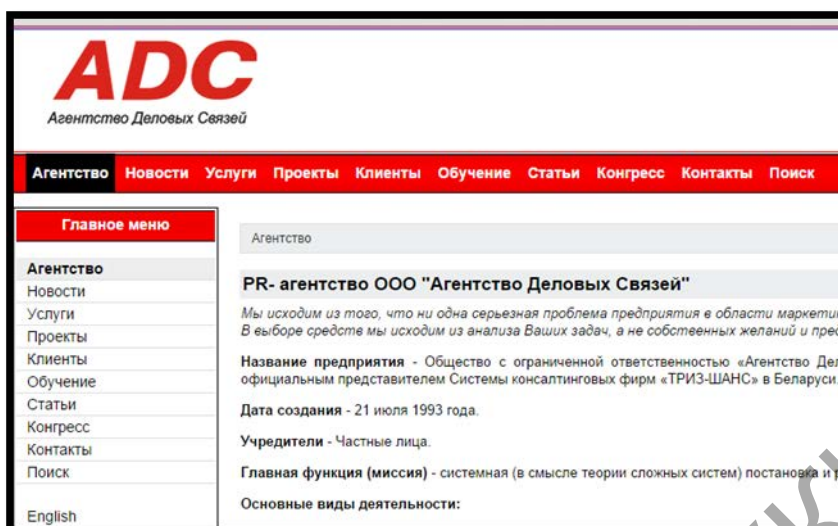 ADC
Агентство Деловых Связей
Агентство Новости Услуги Проекты Клиенты Обучение Статьи Конгресс Контакты Поиск
Главное меню
Агентство
Новости
Услуги
Проекты
Клиенты
Обучение
Статьи
Конгресс
Контакты
Поиск
English
Агентство
PR- агентство ООО "Агентство Деловых Связей"
Мы исходим из того, что ни одна серьезная проблема предприятия в области маркети
В выборе средств мы исходим из анализа Ваших задач, а не собственных желаний и пред
Название предприятия - Общество с ограниченной ответственностью «Агентство Дел
официальным представителем Системы консалтинговых фирм «ТРИЗ-ШАНС» в Беларуси.
Дата создания - 21 июля 1993 года.
Учредители - Частные лица.
Главная функция (миссия) - системная (в смысле теории сложных систем) постановка и р
Основные виды деятельности: